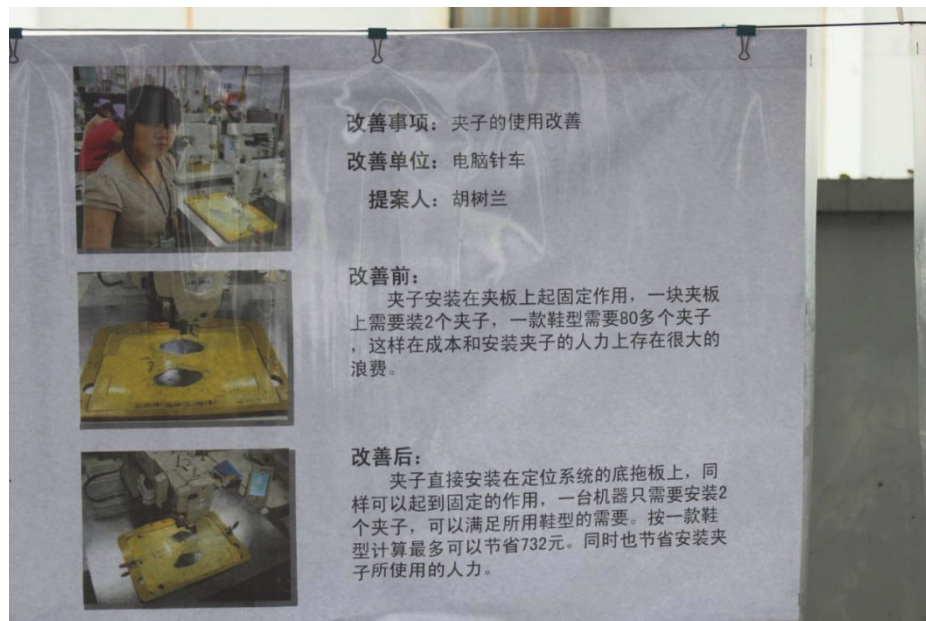 改善事项：夹子的使用改善
改善单位：电脑针车
提案人：胡树兰
改善前：
夹子安装在夹板上起固定作用，一块夹板
上需要装2个夹子，一款鞋型需要80多个夹子
，这样在成本和安装夹子的人力上存在很大的
浪费。
改善后：
夹子直接安装在定位系统的底拖板上，同
样可以起到固定的作用，一台机器只需要安装2
个夹子，可以满足所用鞋型的需要。按一款鞋
型计算最多可以节省732元。同时也节省安装夹
子所使用的人力。